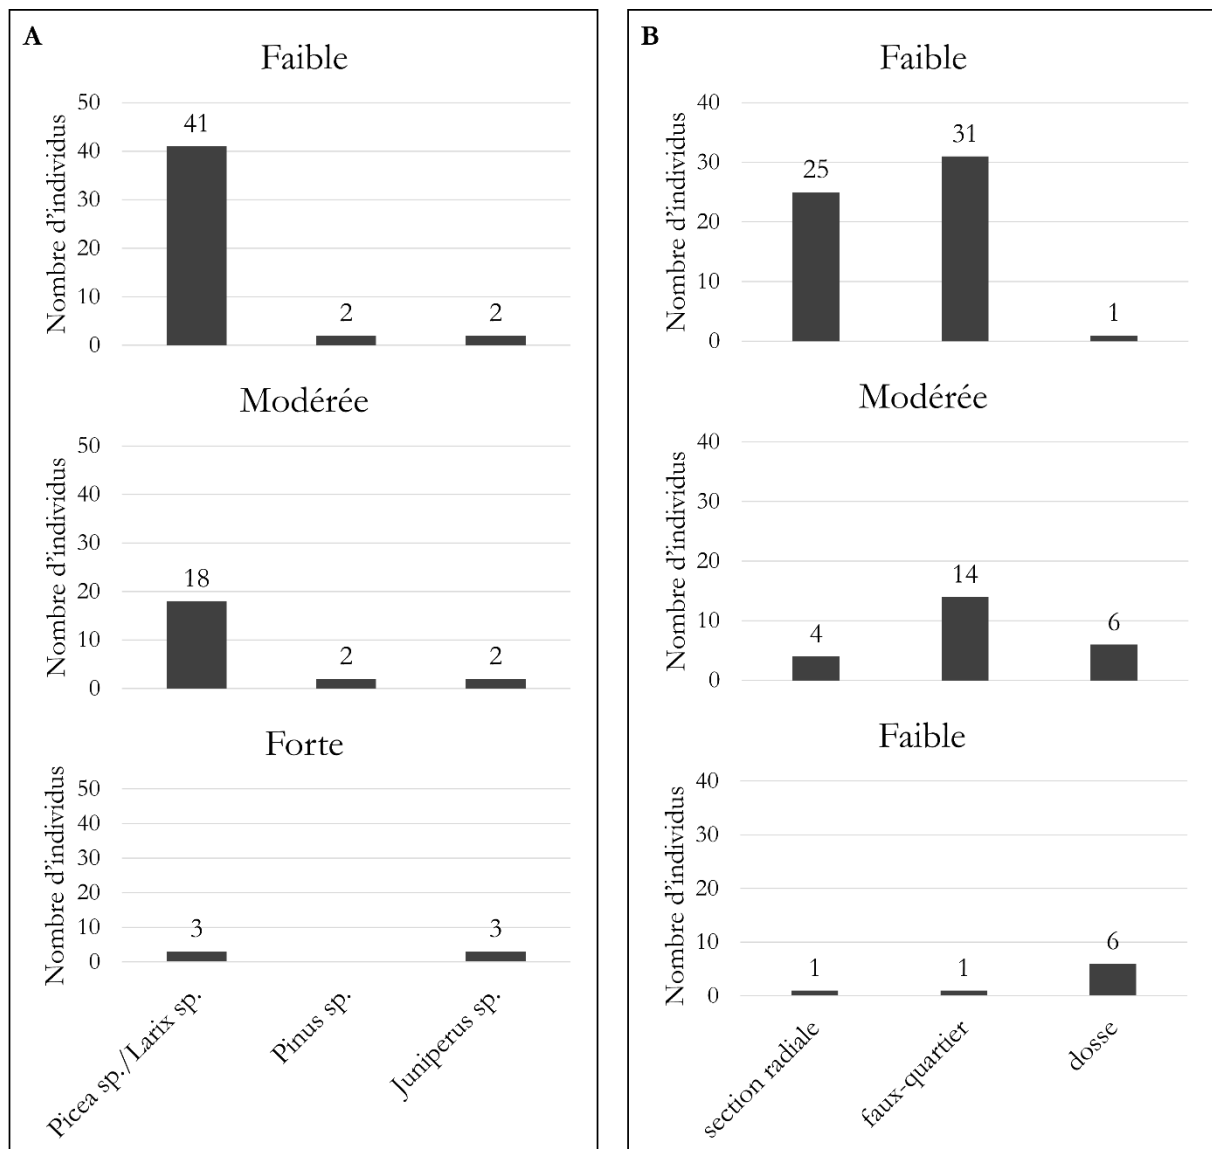 A
Faible
Nombre d'individus
50
40
30
20
10
0
41
2
2
Modérée
Nombre d'individus
50
40
30
20
10
0
18
2
2
Forte
Nombre d'individus
50
40
30
20
10
0
3
3
Picea sp./Larix sp.
Pinus sp.
Juniperus sp.
B
Faible
Nombre d'individus
40
30
20
10
0
25
31
1
Modérée
Nombre d'individus
40
30
20
10
0
4
14
6
Faible
Nombre d'individus
40
30
20
10
0
1
1
6
section radiale
faux-quartier
dosse